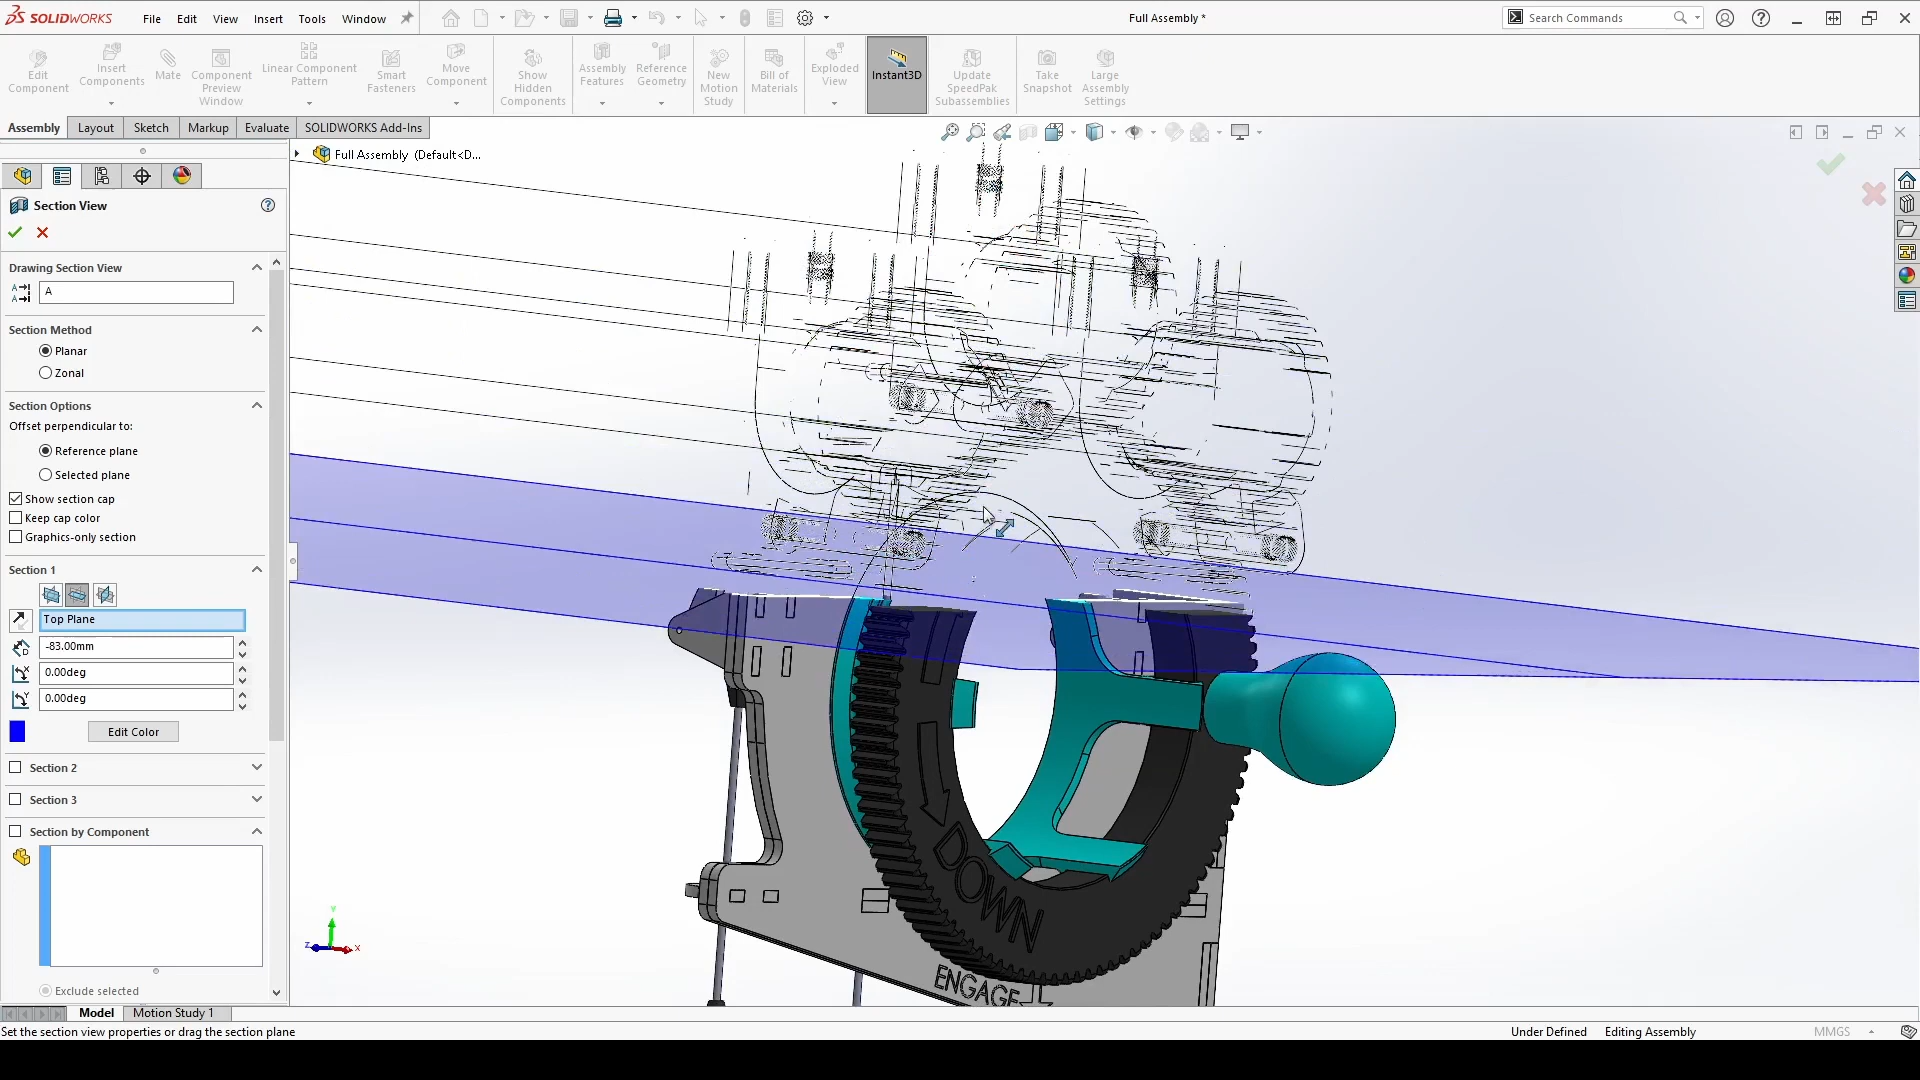 SOLIDWORKS File Edit View Insert Tools Window Full Assembly * Search Commands
Edit Component
Insert Components
Mate
Component Preview Window
Linear Component Pattern
Smart Fasteners
Move Component
Show Hidden Components
Assembly Features
Reference Geometry
New Motion Study
Bill of Materials
Exploded View
Instant3D
Update SpeedPak Subassemblies
Take Snapshot
Large Assembly Settings
Assembly Layout Sketch Markup Evaluate SOLIDWORKS Add-Ins
Full Assembly (Default<D...
Section View
Drawing Section View
A
Section Method
Planar
Zonal
Section Options
Offset perpendicular to:
Reference plane
Selected plane
Show section cap
Keep cap color
Graphics-only section
Section 1
Top Plane
-83.00mm
0.00deg
0.00deg
Edit Color
Section 2
Section 3
Section by Component
Exclude selected
DOWN
ENGAGE
Y
Z
X
Model Motion Study 1
Set the section view properties or drag the section plane Under Defined Editing Assembly MMGS